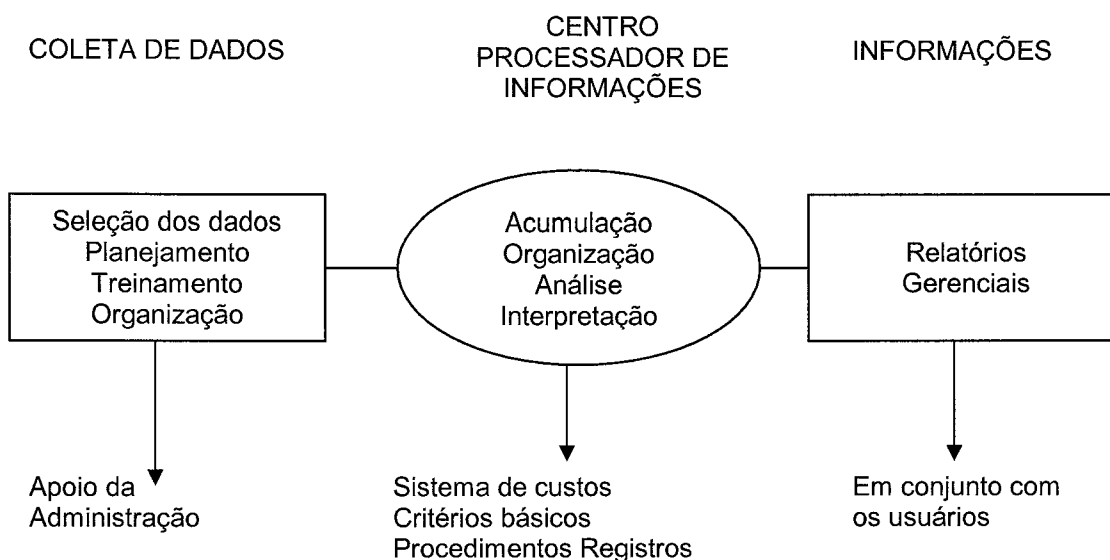 COLETA DE DADOS
CENTRO
PROCESSADOR DE
INFORMAÇÕES
INFORMAÇÕES
Seleção dos dados
Planejamento
Treinamento
Organização
Acumulação
Organização
Análise
Interpretação
Relatórios
Gerenciais
Apoio da
Administração
Sistema de custos
Critérios básicos
Procedimentos Registros
Em conjunto com
os usuários